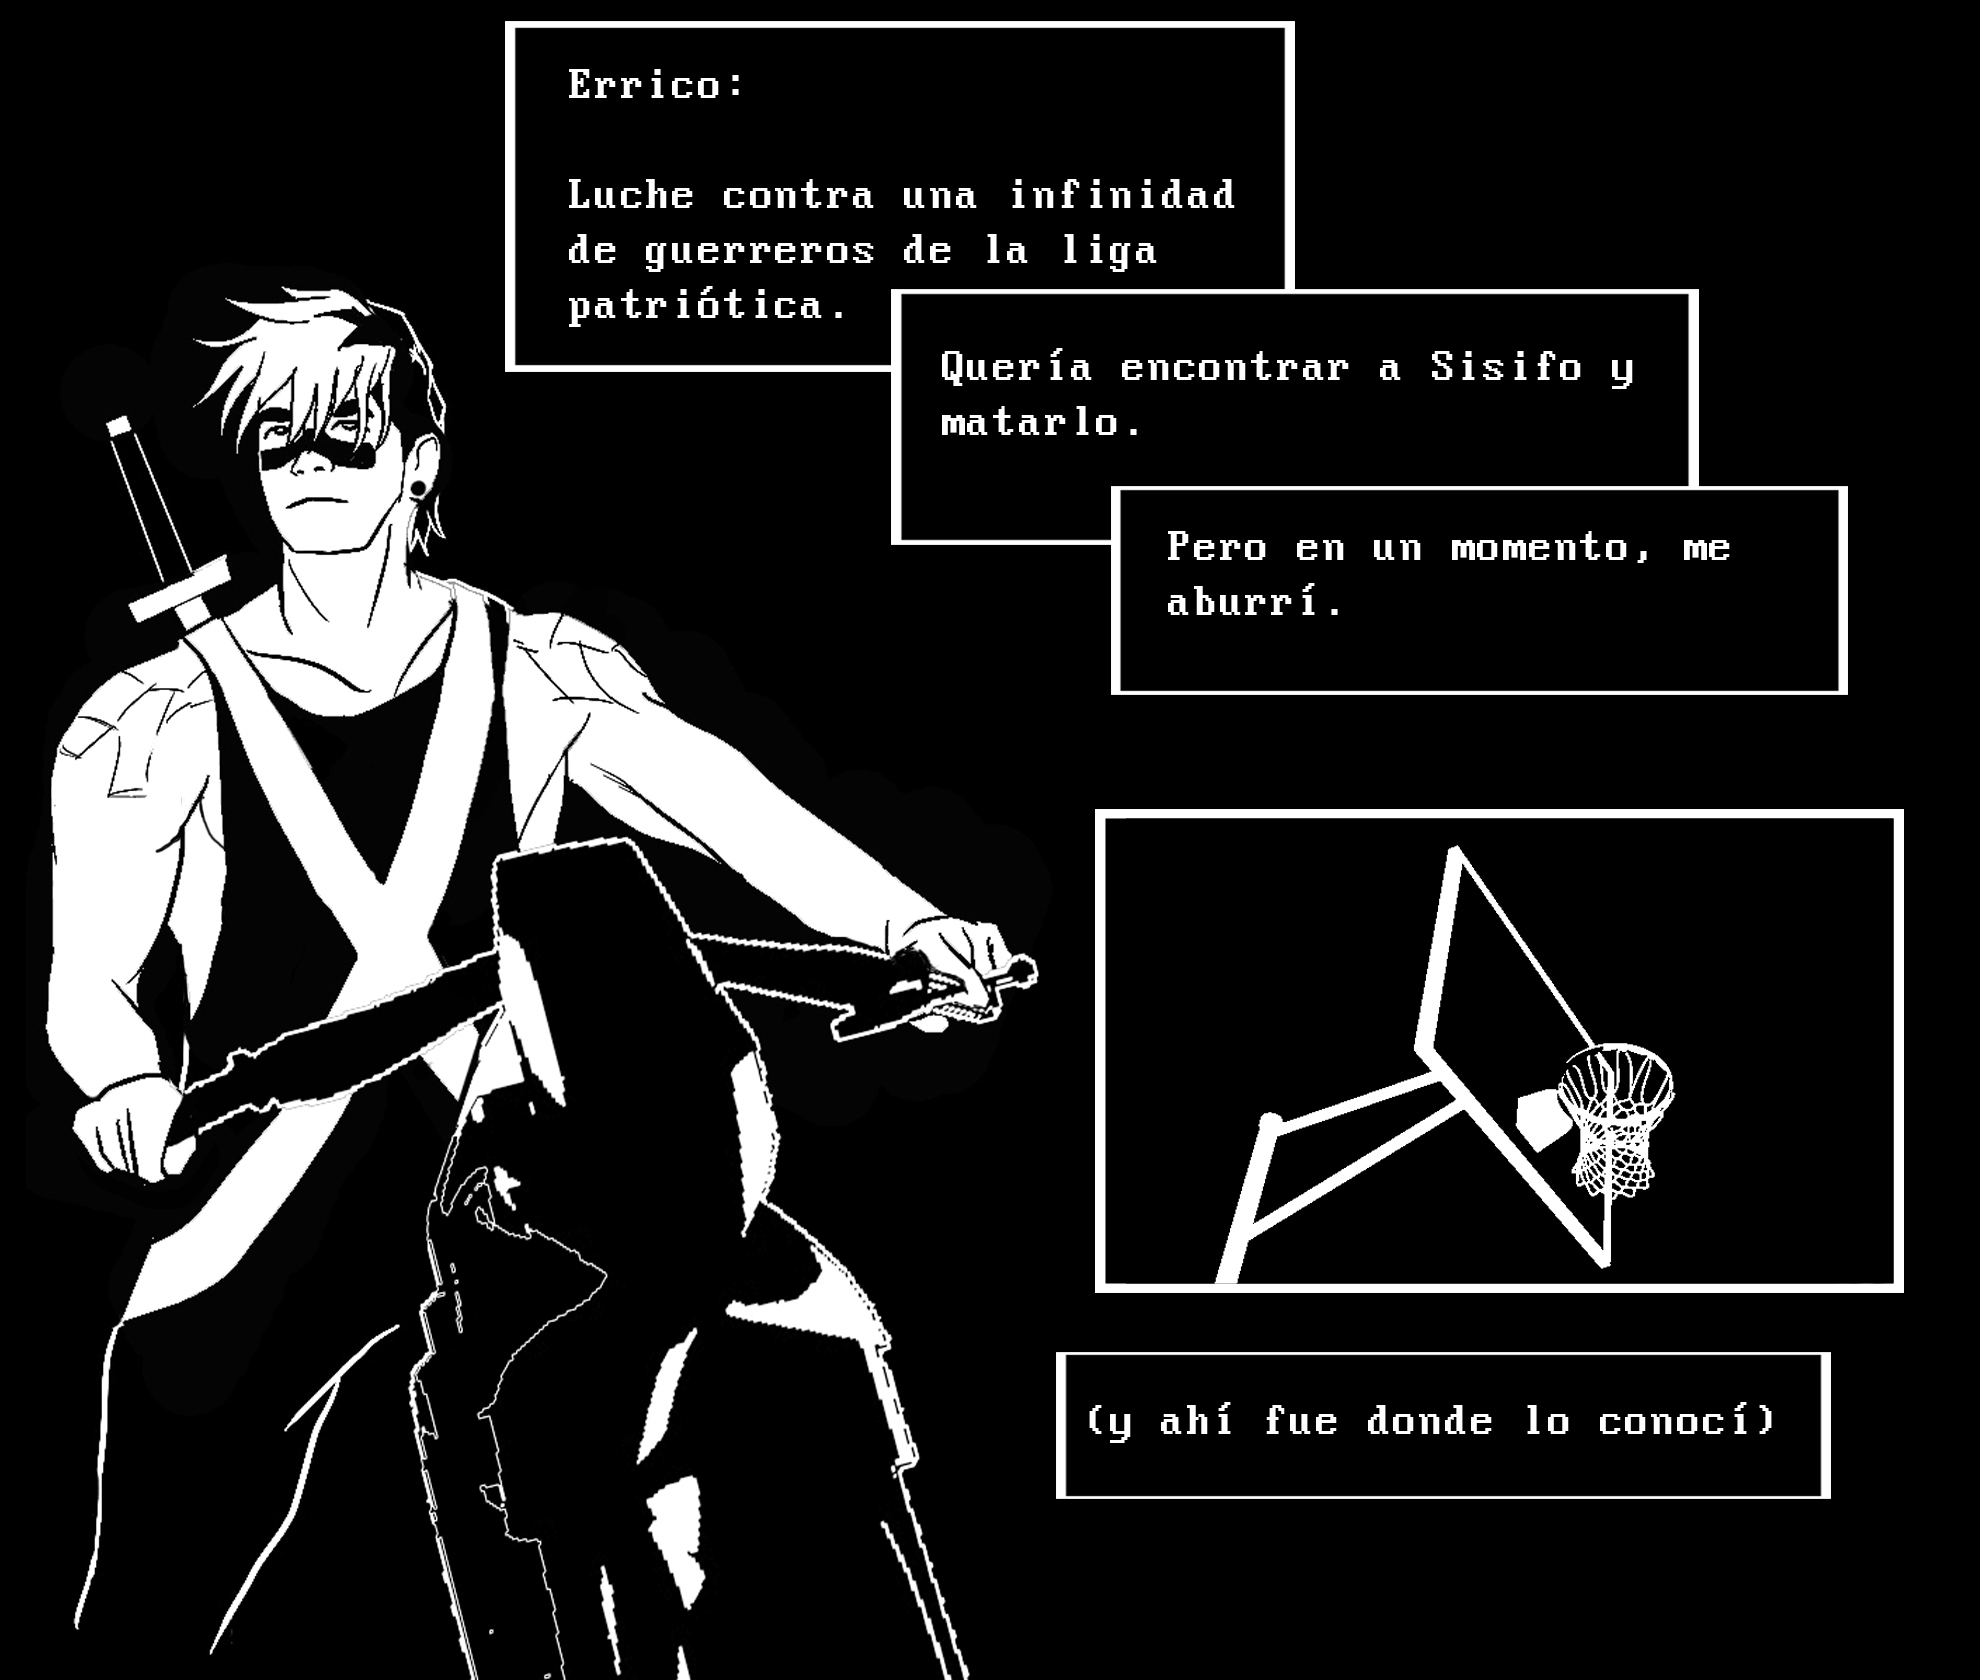 Errico:
Luche contra una infinidad
de guerreros de la liga
patriótica.
Quería encontrar a Sisifo y
matarlo.
Pero en un momento, me
aburrí.
(y ahí fue donde lo conocí)